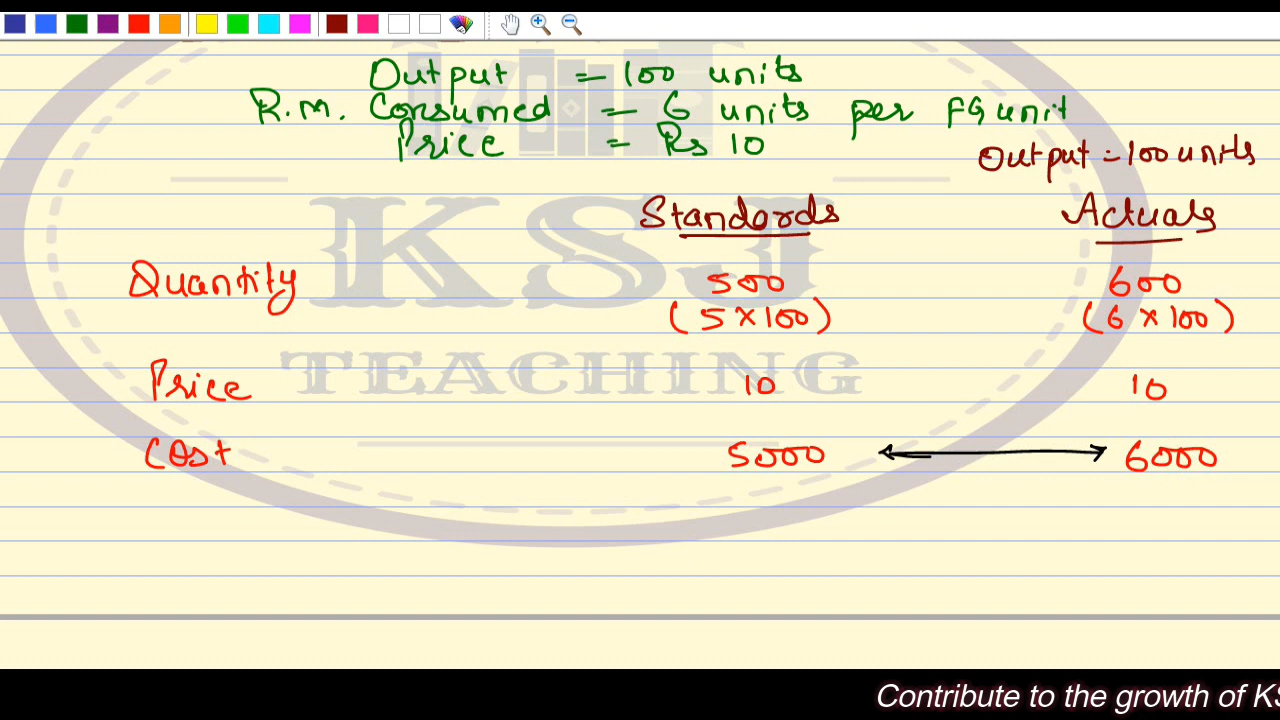 Output = 100 units
R.M. Consumed = 6 units per FG unit
Price = Rs 10
Output = 100 units
Standards Actuals
Quantity 500 600
(5 × 100) (6 × 100)
KSJ
Price 10 10
TEACHING
Cost 5000 6000
Contribute to the growth of KS